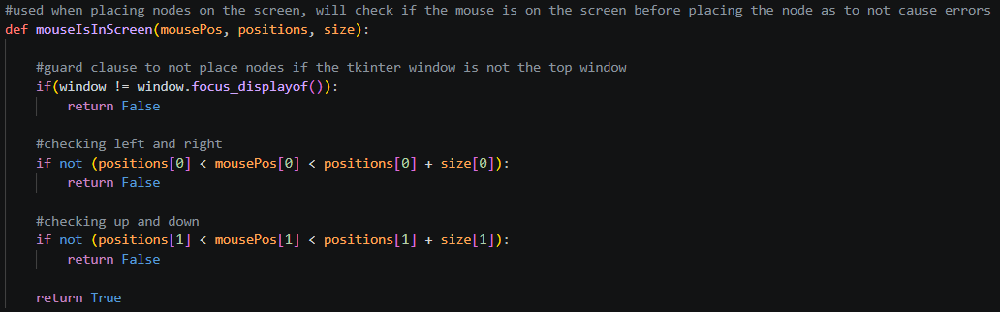 #used when placing nodes on the screen, will check if the mouse is on the screen before placing the node as to not cause errors
def mouseIsInScreen(mousePos, positions, size):
#guard clause to not place nodes if the tkinter window is not the top window
if(window != window.focus_displayof()):
return False
#checking left and right
if not (positions[0] < mousePos[0] < positions[0] + size[0]):
return False
#checking up and down
if not (positions[1] < mousePos[1] < positions[1] + size[1]):
return False
return True